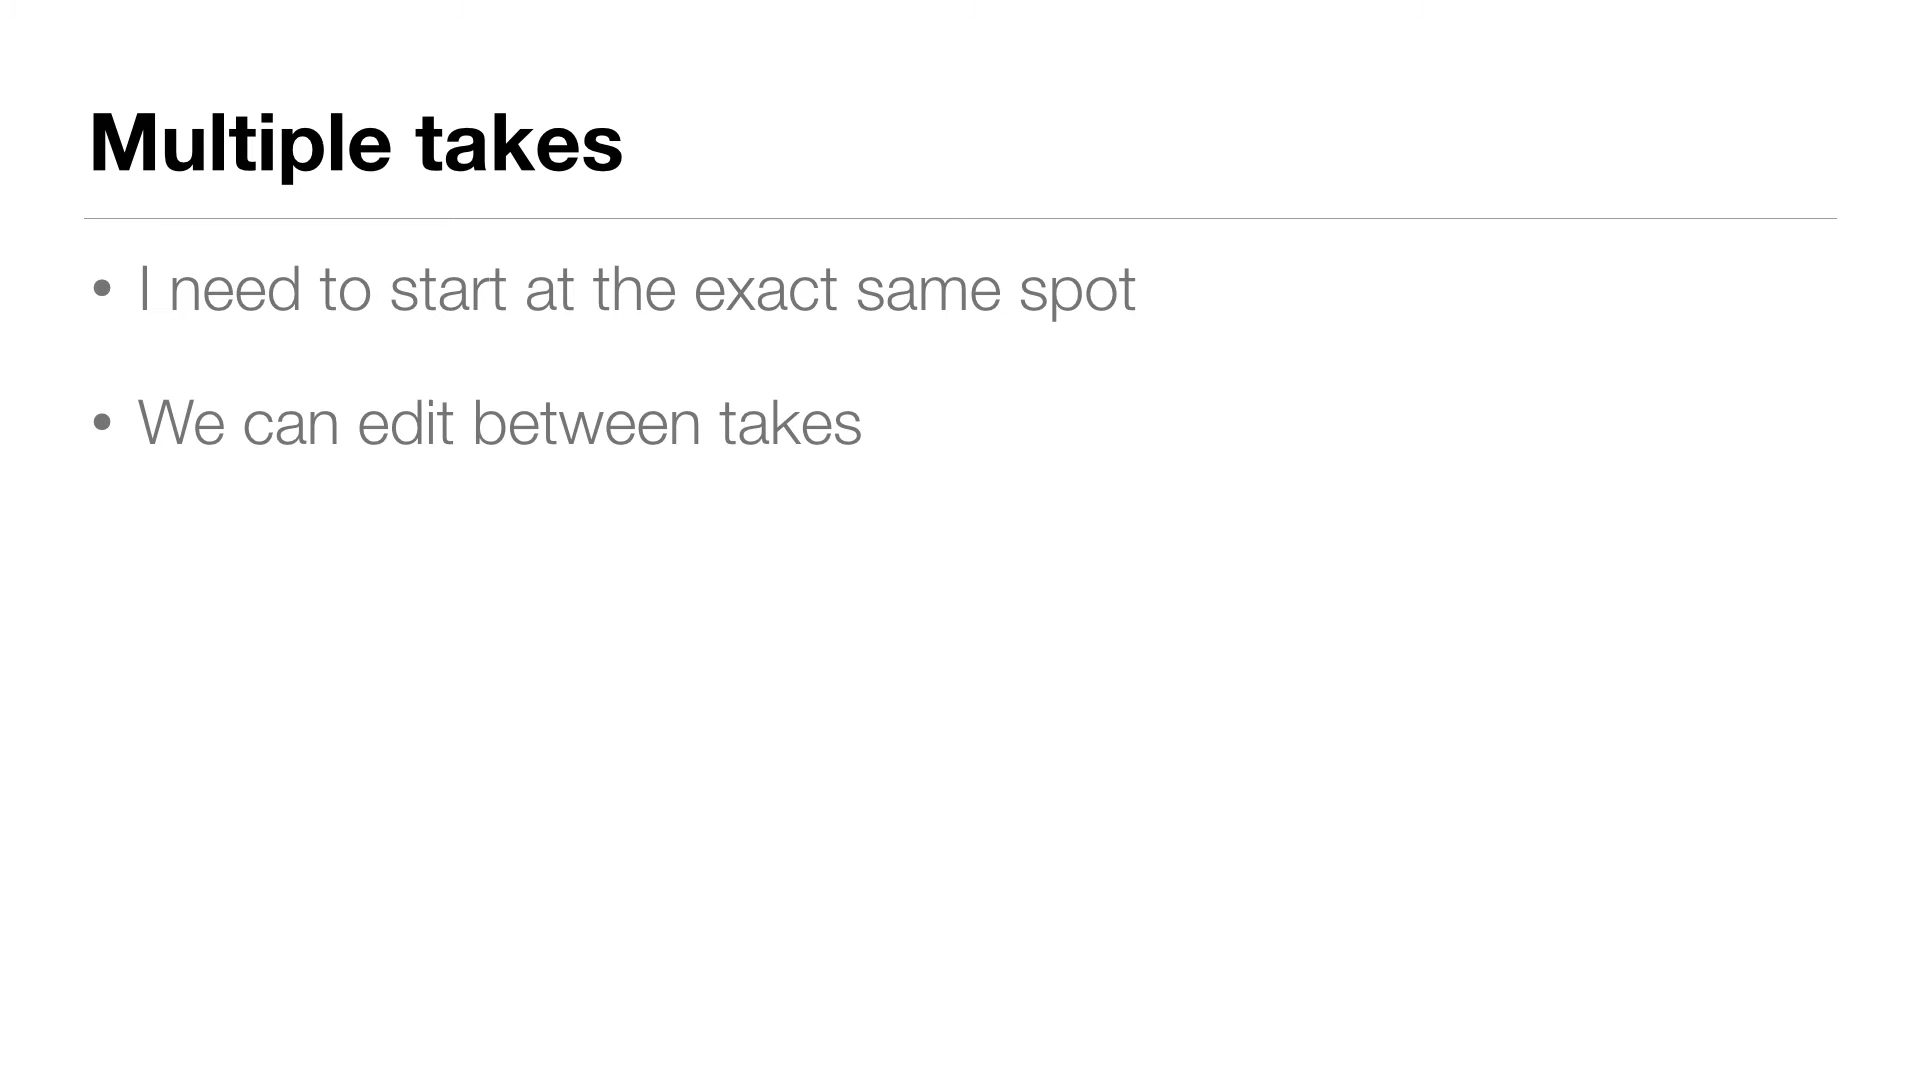 Multiple takes
• I need to start at the exact same spot
• We can edit between takes